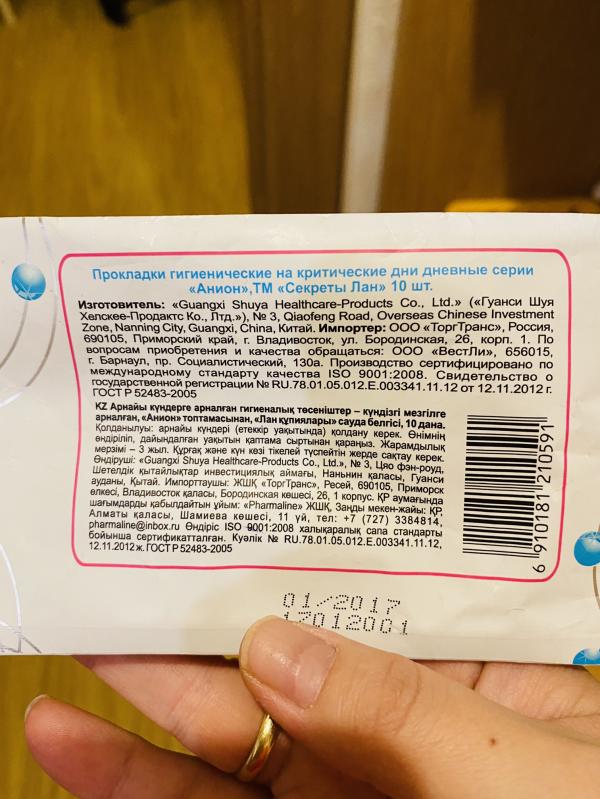 Прокладки гигиенические на критические дни дневные серии
«Анион»,ТМ «Секреты Лан» 10 шт.
Изготовитель: «Guangxi Shuya Healthcare-Products Co., Ltd.» («Гуанси Шуя
Хелскее-Продактс Ко., Лтд.»), № 3, Qiaofeng Road, Overseas Chinese Investment
Zone, Nanning City, Guangxi, China, Китай. Импортер: ООО «ТоргТранс», Россия,
690105, Приморский край, г. Владивосток, ул. Бородинская, 26, корп. 1. По
вопросам приобретения и качества обращаться: ООО «ВестЛи», 656015,
г. Барнаул, пр. Социалистический, 130а. Производство сертифицировано по
международному стандарту качества ISO 9001:2008. Свидетельство о
государственной регистрации № RU.78.01.05.012.Е.003341.11.12 от 12.11.2012 г.
ГОСТ Р 52483-2005
KZ Арнайы күндерге арналған гигиеналық төсеніштер – күндізгі мезгілге
арналған, «Анион» топтамасынан, «Лан құпиялары» сауда белгісі, 10 дана.
Қолданылуы: арнайы күндері (етеккір уақытында) қолдану керек. Өнімнің
өндіріліп, дайындалған уақытын қаптама сыртынан қараңыз. Жарамдылық
мерзімі – 3 жыл. Құрғақ және күн көзі тікелей түспейтін жерде сақтау керек.
Өндіруші: «Guangxi Shuya Healthcare-Products Co., Ltd.», № 3, Цяо фэн-роуд,
Шетелдік қытайлықтар инвестициялық аймағы, Наньнин қаласы, Гуанси
ауданы, Қытай. Импорттаушы: ЖШҚ «ТоргТранс», Ресей, 690105, Приморск
өлкесі, Владивосток қаласы, Бородинская көшесі, 26, 1 корпус. ҚР аумағында
шағымдарды қабылдайтын ұйым: «Pharmaline» ЖШҚ, Заңды мекен-жайы: ҚР,
Алматы қаласы, Шамиева көшесі, 11 үй, тел: +7 (727) 3384814,
pharmaline@inbox.ru Өндіріс ISO 9001:2008 халықаралық сапа стандарты
бойынша сертификатталған. Куәлік № RU.78.01.05.012.Е.003341.11.12,
12.11.2012 ж. ГОСТ Р 52483-2005
6 910181 210591
01/2017
17012001